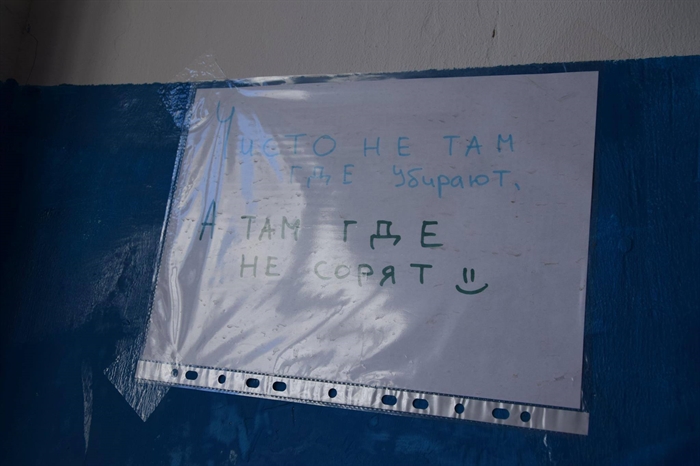 Чисто не там
где убирают,
А там где
не сорят =)